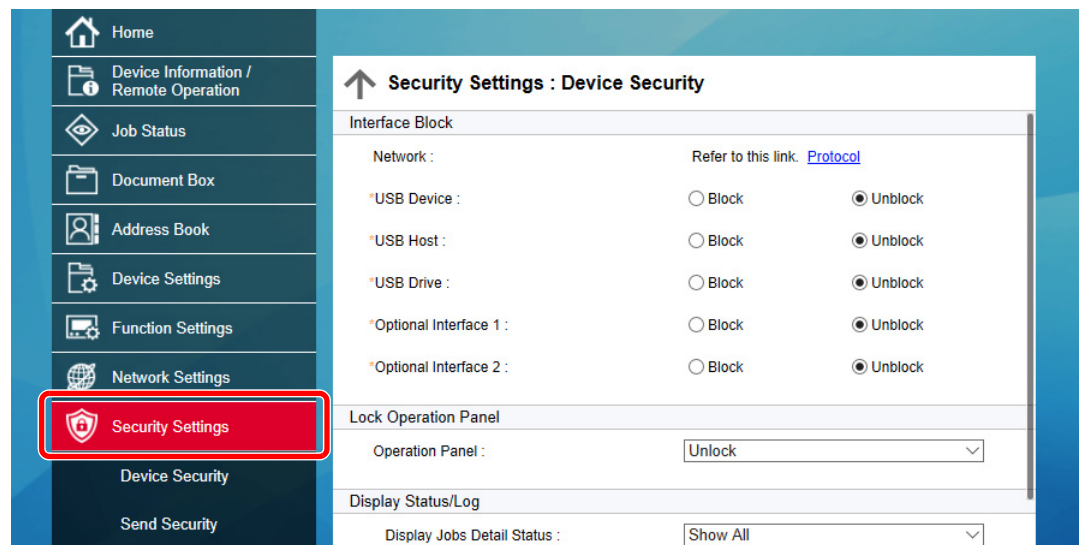 Home
Device Information /
Remote Operation
Job Status
Document Box
Address Book
Device Settings
Function Settings
Network Settings
Security Settings
Device Security
Send Security
Security Settings : Device Security
Interface Block
Network : Refer to this link. Protocol
*USB Device : Block Unblock
*USB Host : Block Unblock
*USB Drive : Block Unblock
*Optional Interface 1 : Block Unblock
*Optional Interface 2 : Block Unblock
Lock Operation Panel
Operation Panel : Unlock
Display Status/Log
Display Jobs Detail Status : Show All